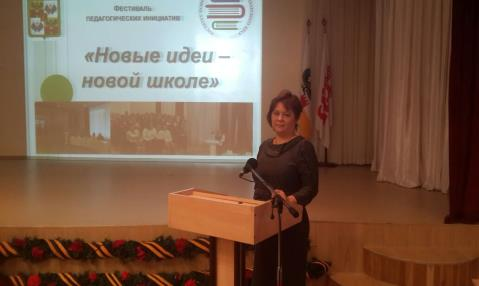 Фестиваль
педагогических инициатив
«Новые идеи –
новой школе»